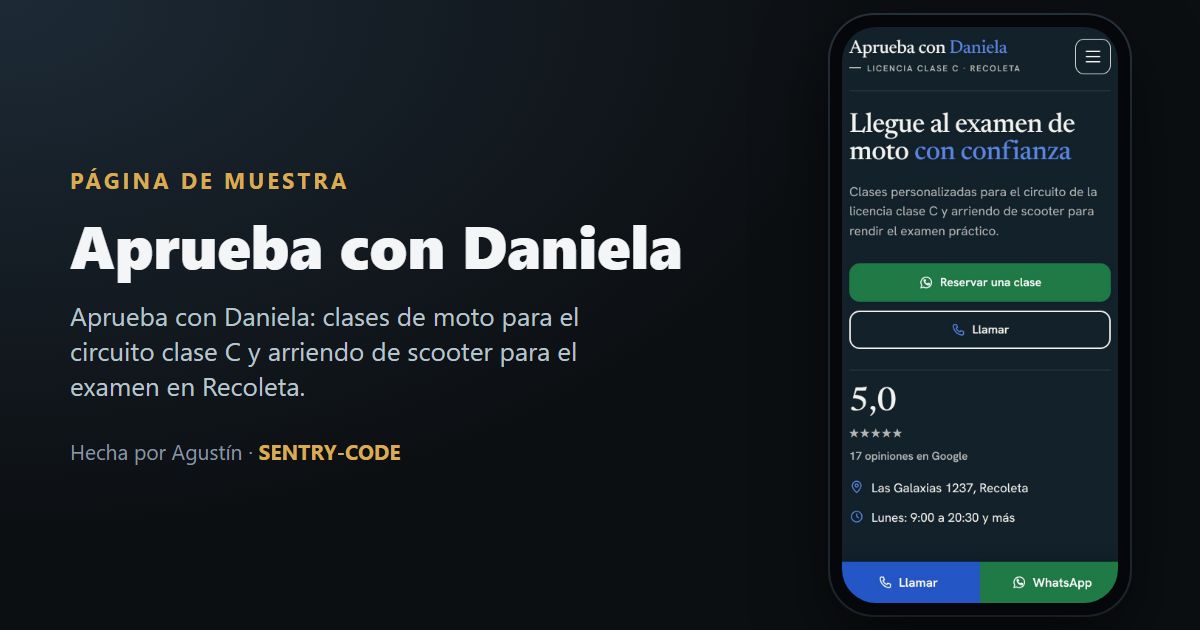 PÁGINA DE MUESTRA
Aprueba con Daniela
Aprueba con Daniela: clases de moto para el
circuito clase C y arriendo de scooter para el
examen en Recoleta.
Hecha por Agustín · SENTRY-CODE
Aprueba con Daniela
— LICENCIA CLASE C · RECOLETA
Llegue al examen de
moto con confianza
Clases personalizadas para el circuito de la
licencia clase C y arriendo de scooter para
rendir el examen práctico.
Reservar una clase
Llamar
5,0
★★★★★
17 opiniones en Google
Las Galaxias 1237, Recoleta
Lunes: 9:00 a 20:30 y más
Llamar
WhatsApp